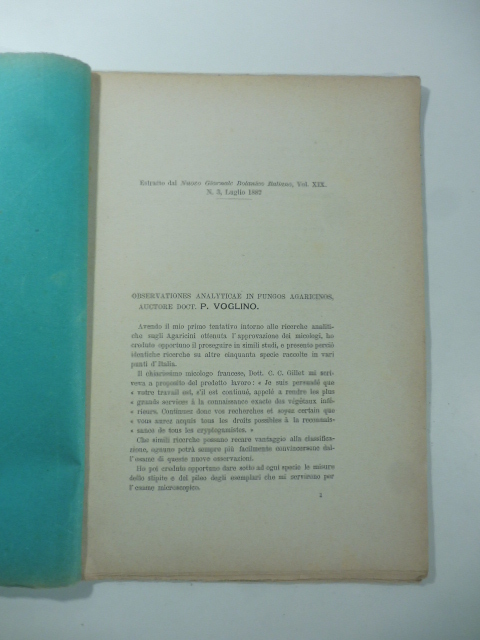 Estratto dal Nuovo Giornale Botanico Italiano, Vol. XIX.
N. 3, Luglio 1887
OBSERVATIONES ANALYTICAE IN FUNGOS AGARICINOS,
AUCTORE DOCT. P. VOGLINO.
Avendo il mio primo tentativo intorno alle ricerche analiti-
che sugli Agaricini ottenuta l'approvazione dei micologi, ho
creduto opportuno il proseguire in simili studi, e presento perciò
identiche ricerche su altre cinquanta specie raccolte in vari
punti d'Italia.
Il chiarissimo micologo francese, Dott. C. C. Gillet mi scri-
veva a proposito del predetto lavoro: « Je suis persuadé que
« votre travail est, s'il est continué, appelé à rendre les plus
« grands services à la connaissance exacte des végétaux infé-
« rieurs. Continuez donc vos recherches et soyez certain que
« vous aurez acquis tous les droits possibles à la reconnais-
« sance de tous les cryptogamistes. »
Che simili ricerche possano recare vantaggio alla classifica-
zione, ognuno potrà sempre più facilmente convincersene dal-
l'esame di queste nuove osservazioni.
Ho poi creduto opportuno dare sotto ad ogni specie le misure
dello stipite e del pileo degli esemplari che mi servirono per
l'esame microscopico.
1